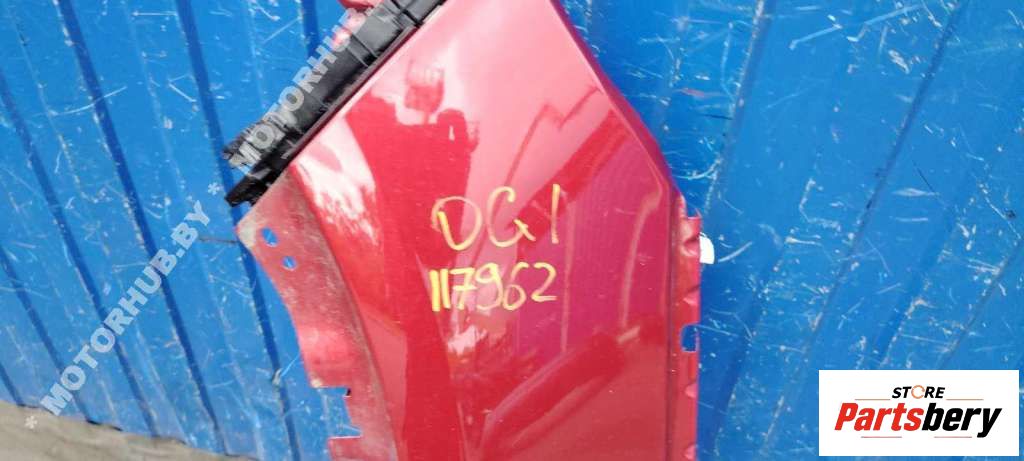 * MOTORHUB.BY * MOTORHUB
DG1
117962
STORE
Partsbery